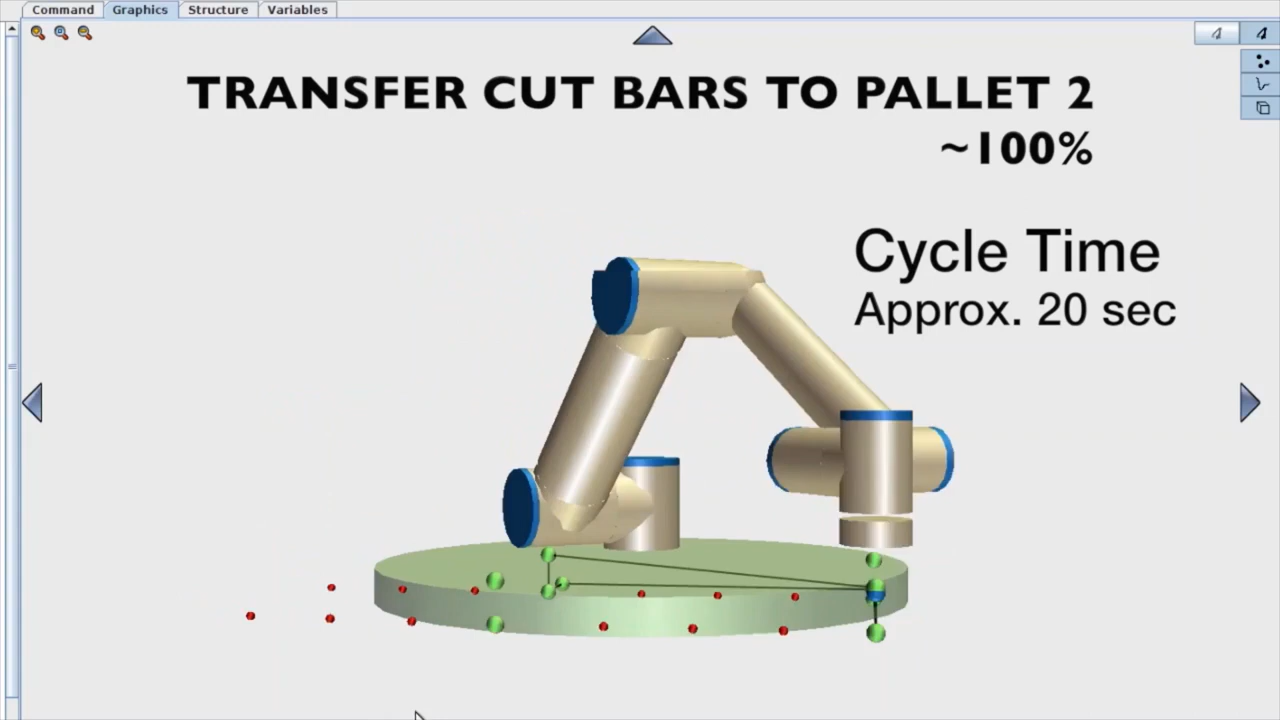 Command Graphics Structure Variables
TRANSFER CUT BARS TO PALLET 2
~100%
Cycle Time
Approx. 20 sec